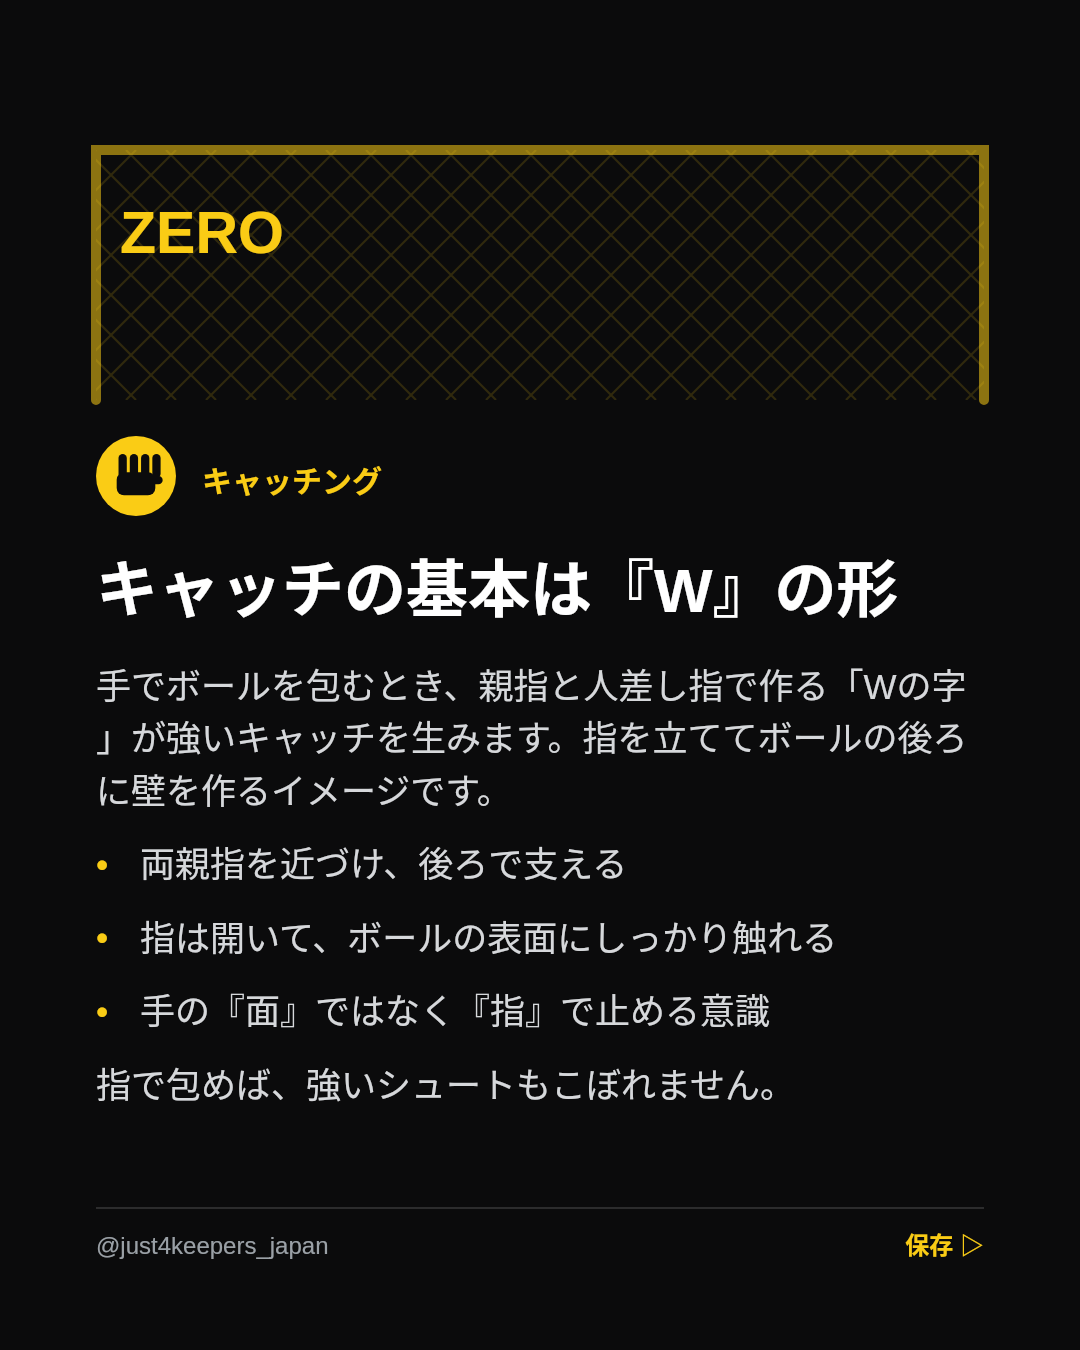 ZERO
キャッチング
キャッチの基本は『W』の形
手でボールを包むとき、親指と人差し指で作る「Wの字
」が強いキャッチを生みます。指を立ててボールの後ろ
に壁を作るイメージです。
• 両親指を近づけ、後ろで支える
• 指は開いて、ボールの表面にしっかり触れる
• 手の『面』ではなく『指』で止める意識
指で包めば、強いシュートもこぼれません。
@just4keepers_japan
保存 ▷